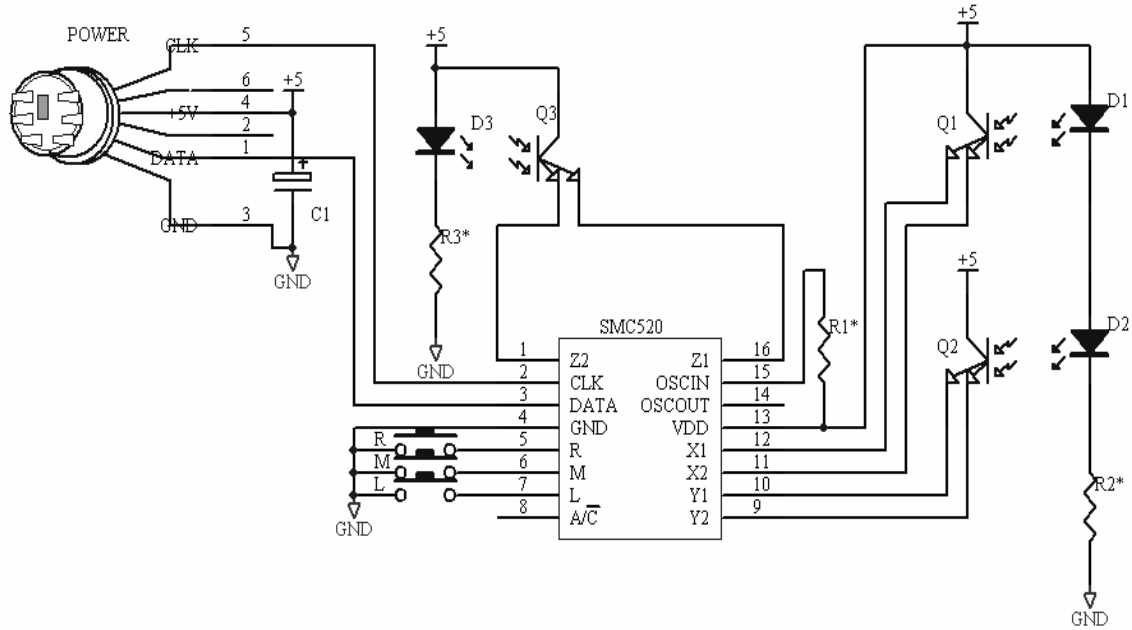 POWER
CLK 5
6
+5
4
+5V
2
DATA 1
GND 3
+
C1
GND
+5
D3
Q3
R3*
GND
+5
Q1
D1
+5
Q2
D2
R1*
R2*
GND
SMC520
1 Z2 Z1 16
2 CLK OSCIN 15
3 DATA OSCOUT 14
4 GND VDD 13
R 5 R X1 12
M 6 M X2 11
L 7 L Y1 10
8 A/C̅ Y2 9
GND